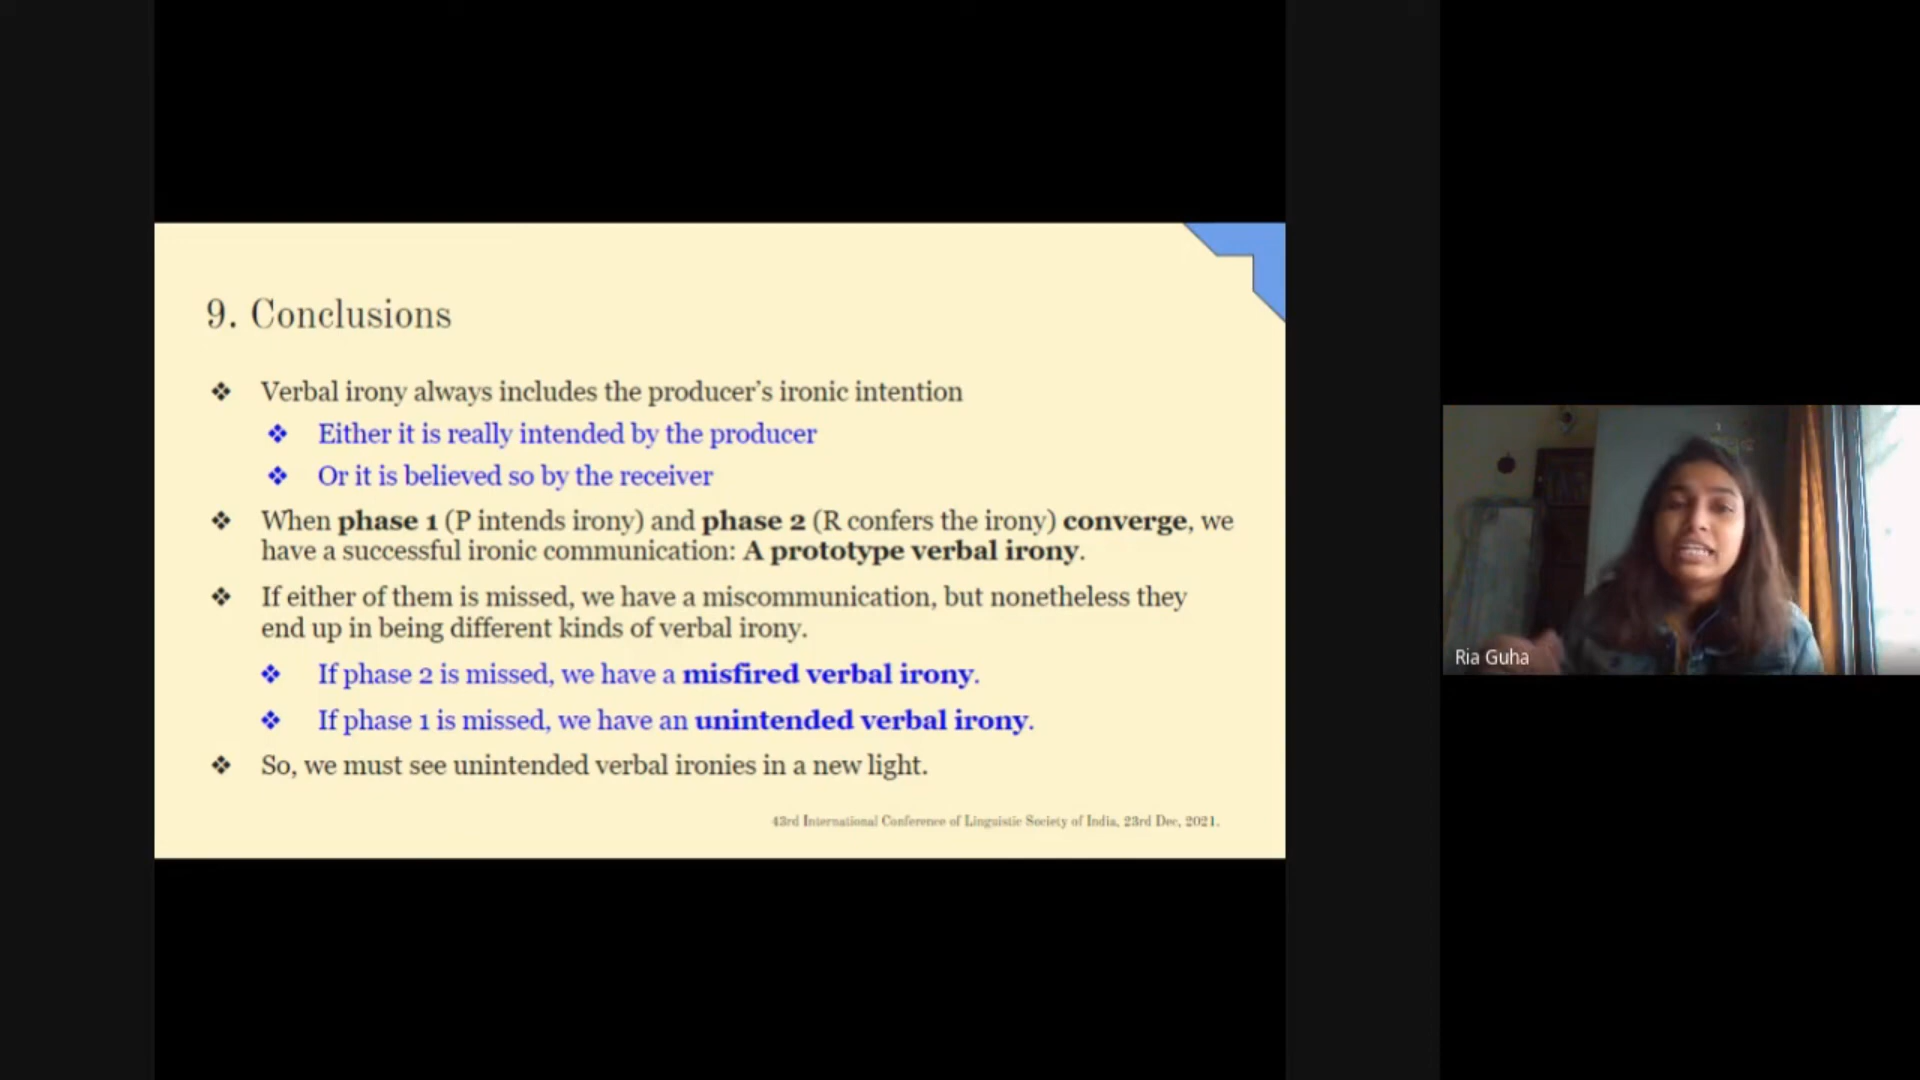 9. Conclusions
❖ Verbal irony always includes the producer’s ironic intention
❖ Either it is really intended by the producer
❖ Or it is believed so by the receiver
❖ When phase 1 (P intends irony) and phase 2 (R confers the irony) converge, we
have a successful ironic communication: A prototype verbal irony.
❖ If either of them is missed, we have a miscommunication, but nonetheless they
end up in being different kinds of verbal irony.
❖ If phase 2 is missed, we have a misfired verbal irony.
❖ If phase 1 is missed, we have an unintended verbal irony.
❖ So, we must see unintended verbal ironies in a new light.
43rd International Conference of Linguistic Society of India, 23rd Dec, 2021.
Ria Guha